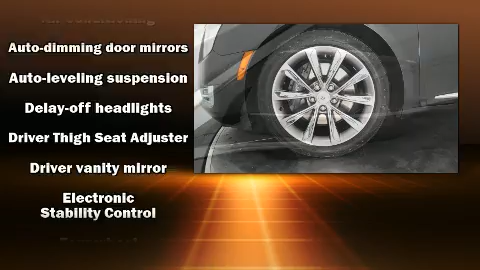 Auto-dimming door mirrors
Auto-leveling suspension
Delay-off headlights
Driver Thigh Seat Adjuster
Driver vanity mirror
Electronic
Stability Control